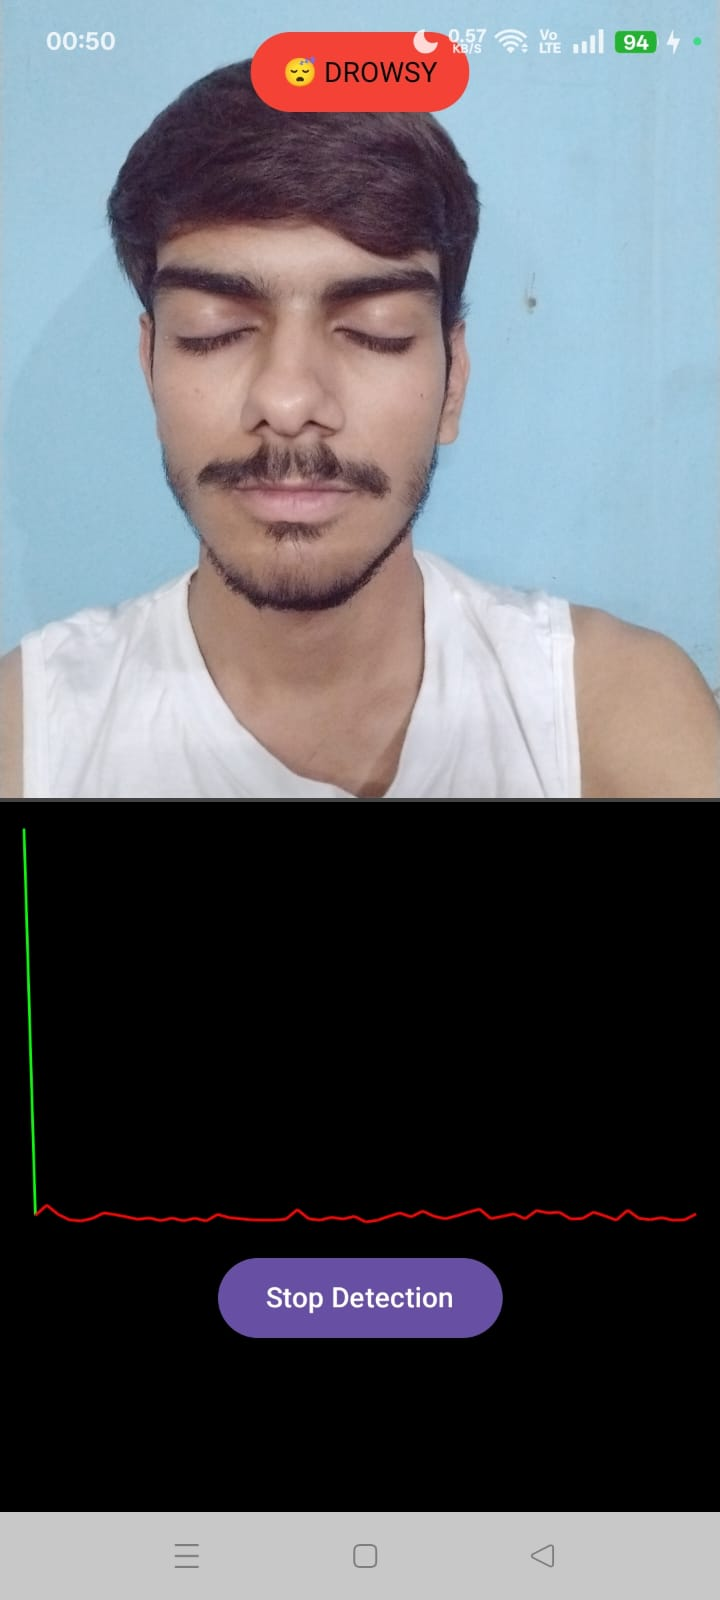 00:50
0.57
KB/S
Vo
LTE
94
😴 DROWSY
Stop Detection